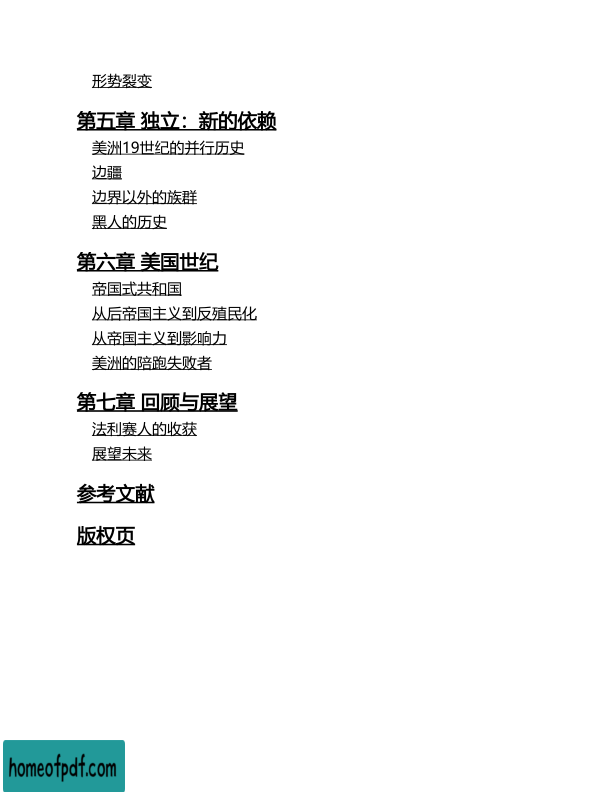 形势裂变
第五章 独立：新的依赖
美洲19世纪的并行历史
边疆
边界以外的族群
黑人的历史
第六章 美国世纪
帝国式共和国
从后帝国主义到反殖民化
从帝国主义到影响力
美洲的陪跑失败者
第七章 回顾与展望
法利赛人的收获
展望未来
参考文献
版权页
homeofpdf.com